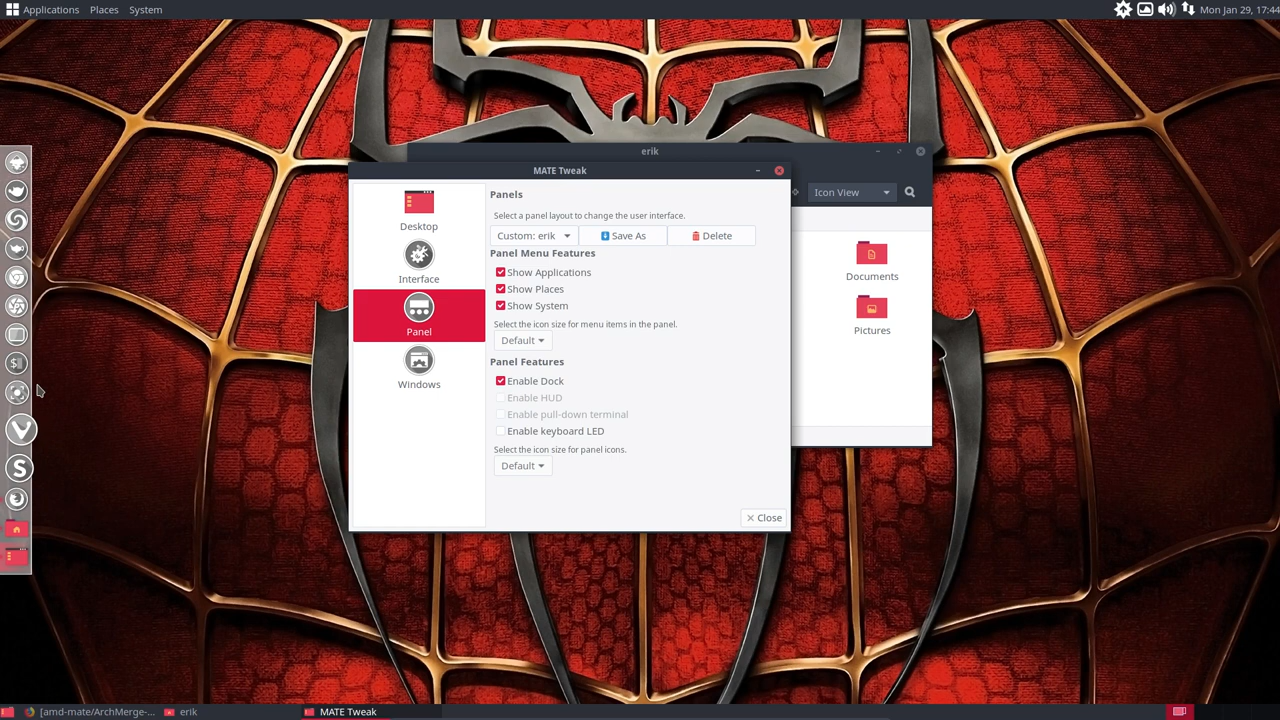 Applications Places System Mon Jan 29, 17:44
erik
MATE Tweak
Icon View
Desktop
Interface
Panel
Windows
Panels
Select a panel layout to change the user interface.
Custom: erik Save As Delete
Panel Menu Features
Show Applications
Show Places
Show System
Select the icon size for menu items in the panel.
Default
Panel Features
Enable Dock
Enable HUD
Enable pull-down terminal
Enable keyboard LED
Select the icon size for panel icons.
Default
Close
Documents
Pictures
$
V
S
[amd-mate/ArchMerge-... erik MATE Tweak